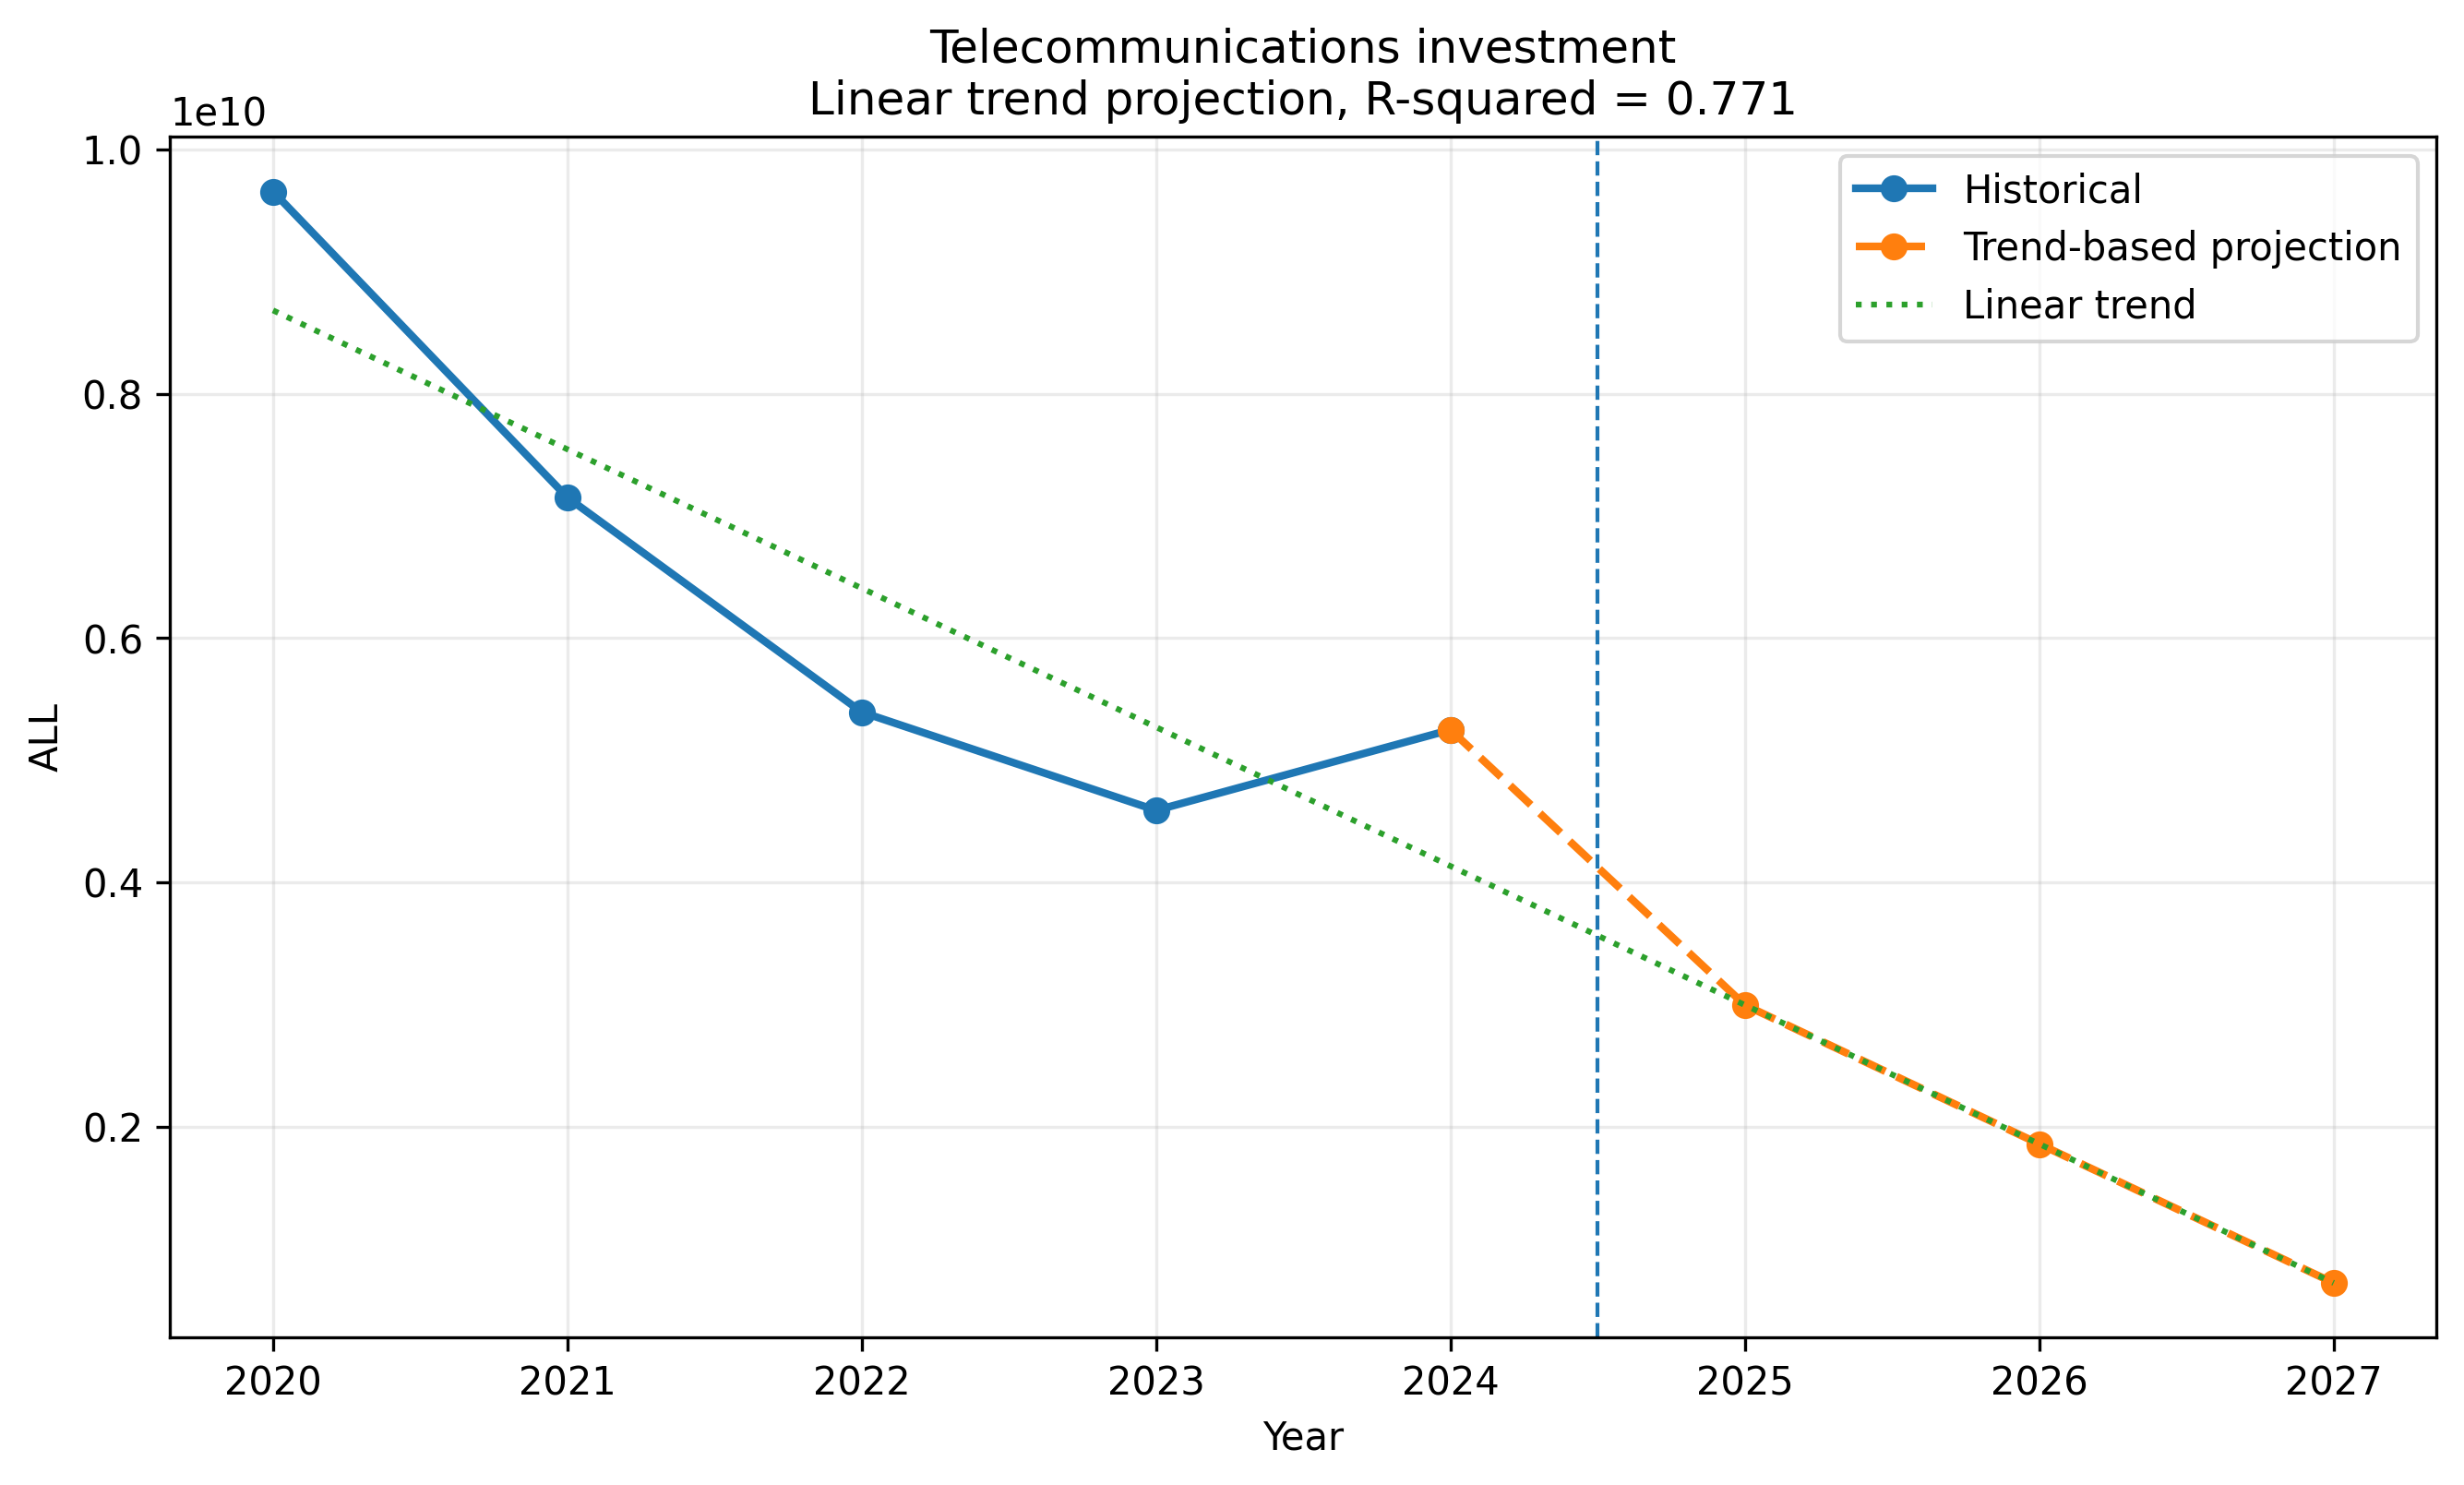 Telecommunications investment
Linear trend projection, R-squared = 0.771
1e10
1.0
0.8
0.6
0.4
0.2
ALL
Historical
Trend-based projection
Linear trend
2020 2021 2022 2023 2024 2025 2026 2027
Year